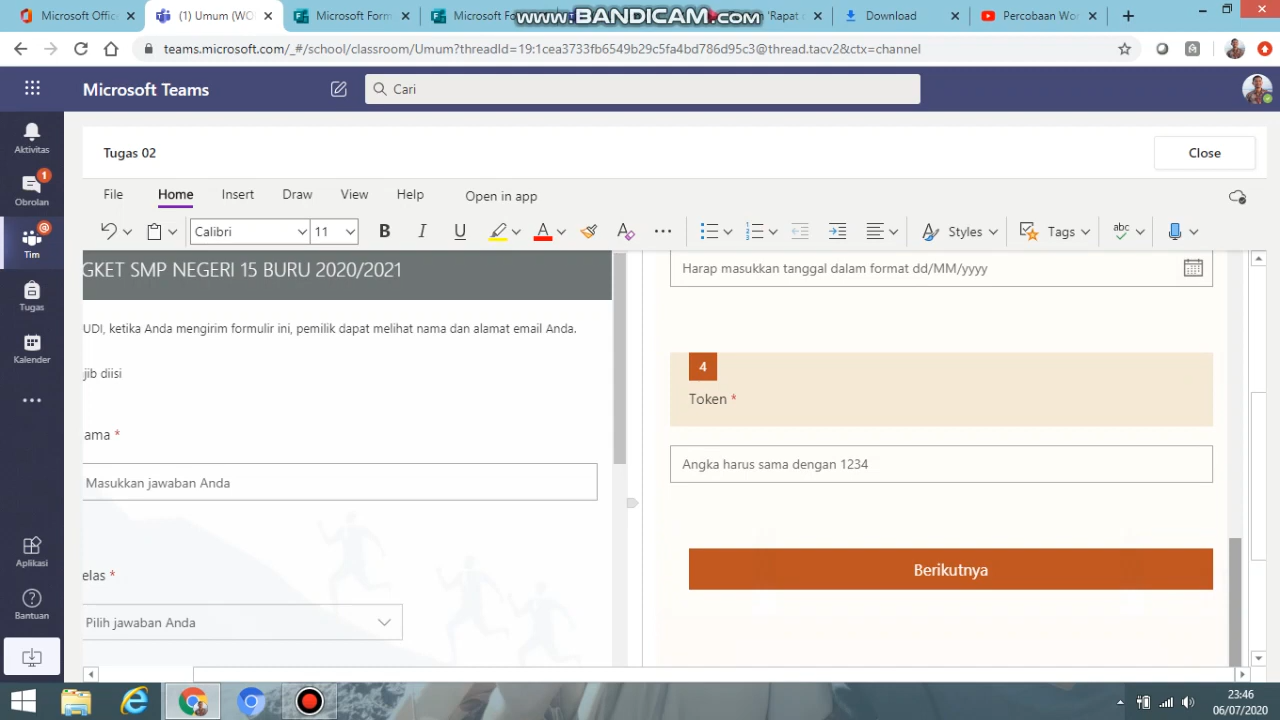 Microsoft Office
(1) Umum (WO
Microsoft Form
Microsoft Fo
www.BANDICAM.com
'Rapat
Download
Percobaan Wo
teams.microsoft.com/_#/school/classroom/Umum?threadId=19:1cea3733fb6549b29c5fa4bd786d95c3@thread.tacv2&ctx=channel
Microsoft Teams
Cari
Aktivitas
1
Obrolan
Tim
Tugas
Kalender
Aplikasi
Bantuan
Tugas 02
Close
File
Home
Insert
Draw
View
Help
Open in app
Calibri
11
B
I
U
A
Styles
Tags
abc
GKET SMP NEGERI 15 BURU 2020/2021
UDI, ketika Anda mengirim formulir ini, pemilik dapat melihat nama dan alamat email Anda.
jib diisi
ama *
Masukkan jawaban Anda
elas *
Pilih jawaban Anda
Harap masukkan tanggal dalam format dd/MM/yyyy
4
Token *
Angka harus sama dengan 1234
Berikutnya
23:46
06/07/2020